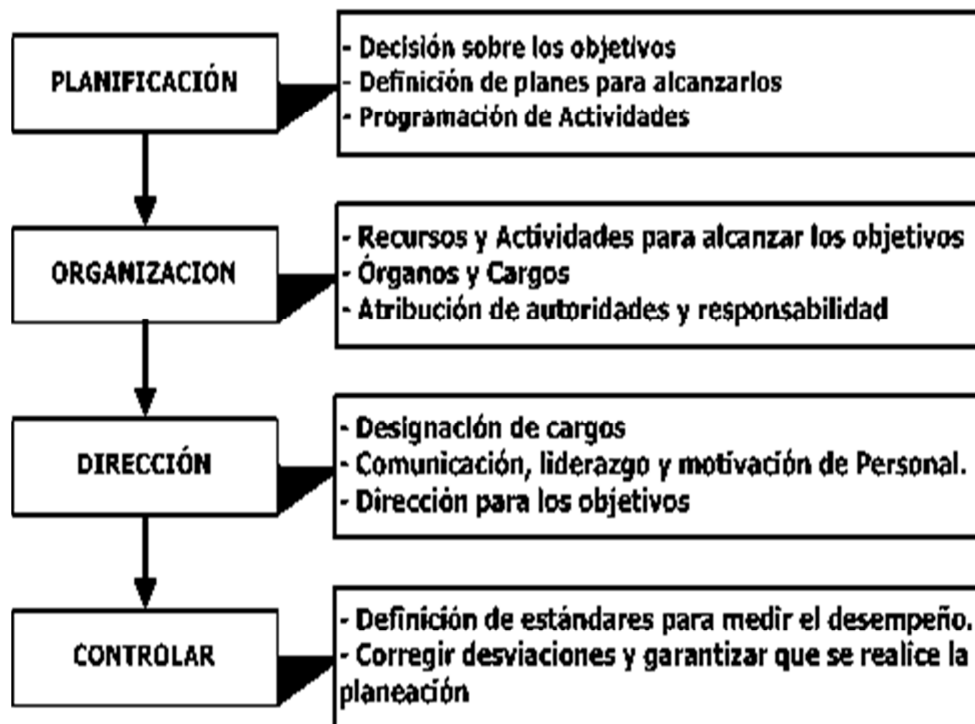 PLANIFICACIÓN
- Decisión sobre los objetivos
- Definición de planes para alcanzarlos
- Programación de Actividades
ORGANIZACION
- Recursos y Actividades para alcanzar los objetivos
- Órganos y Cargos
- Atribución de autoridades y responsabilidad
DIRECCIÓN
- Designación de cargos
- Comunicación, liderazgo y motivación de Personal.
- Dirección para los objetivos
CONTROLAR
- Definición de estándares para medir el desempeño.
- Corregir desviaciones y garantizar que se realice la
planeación